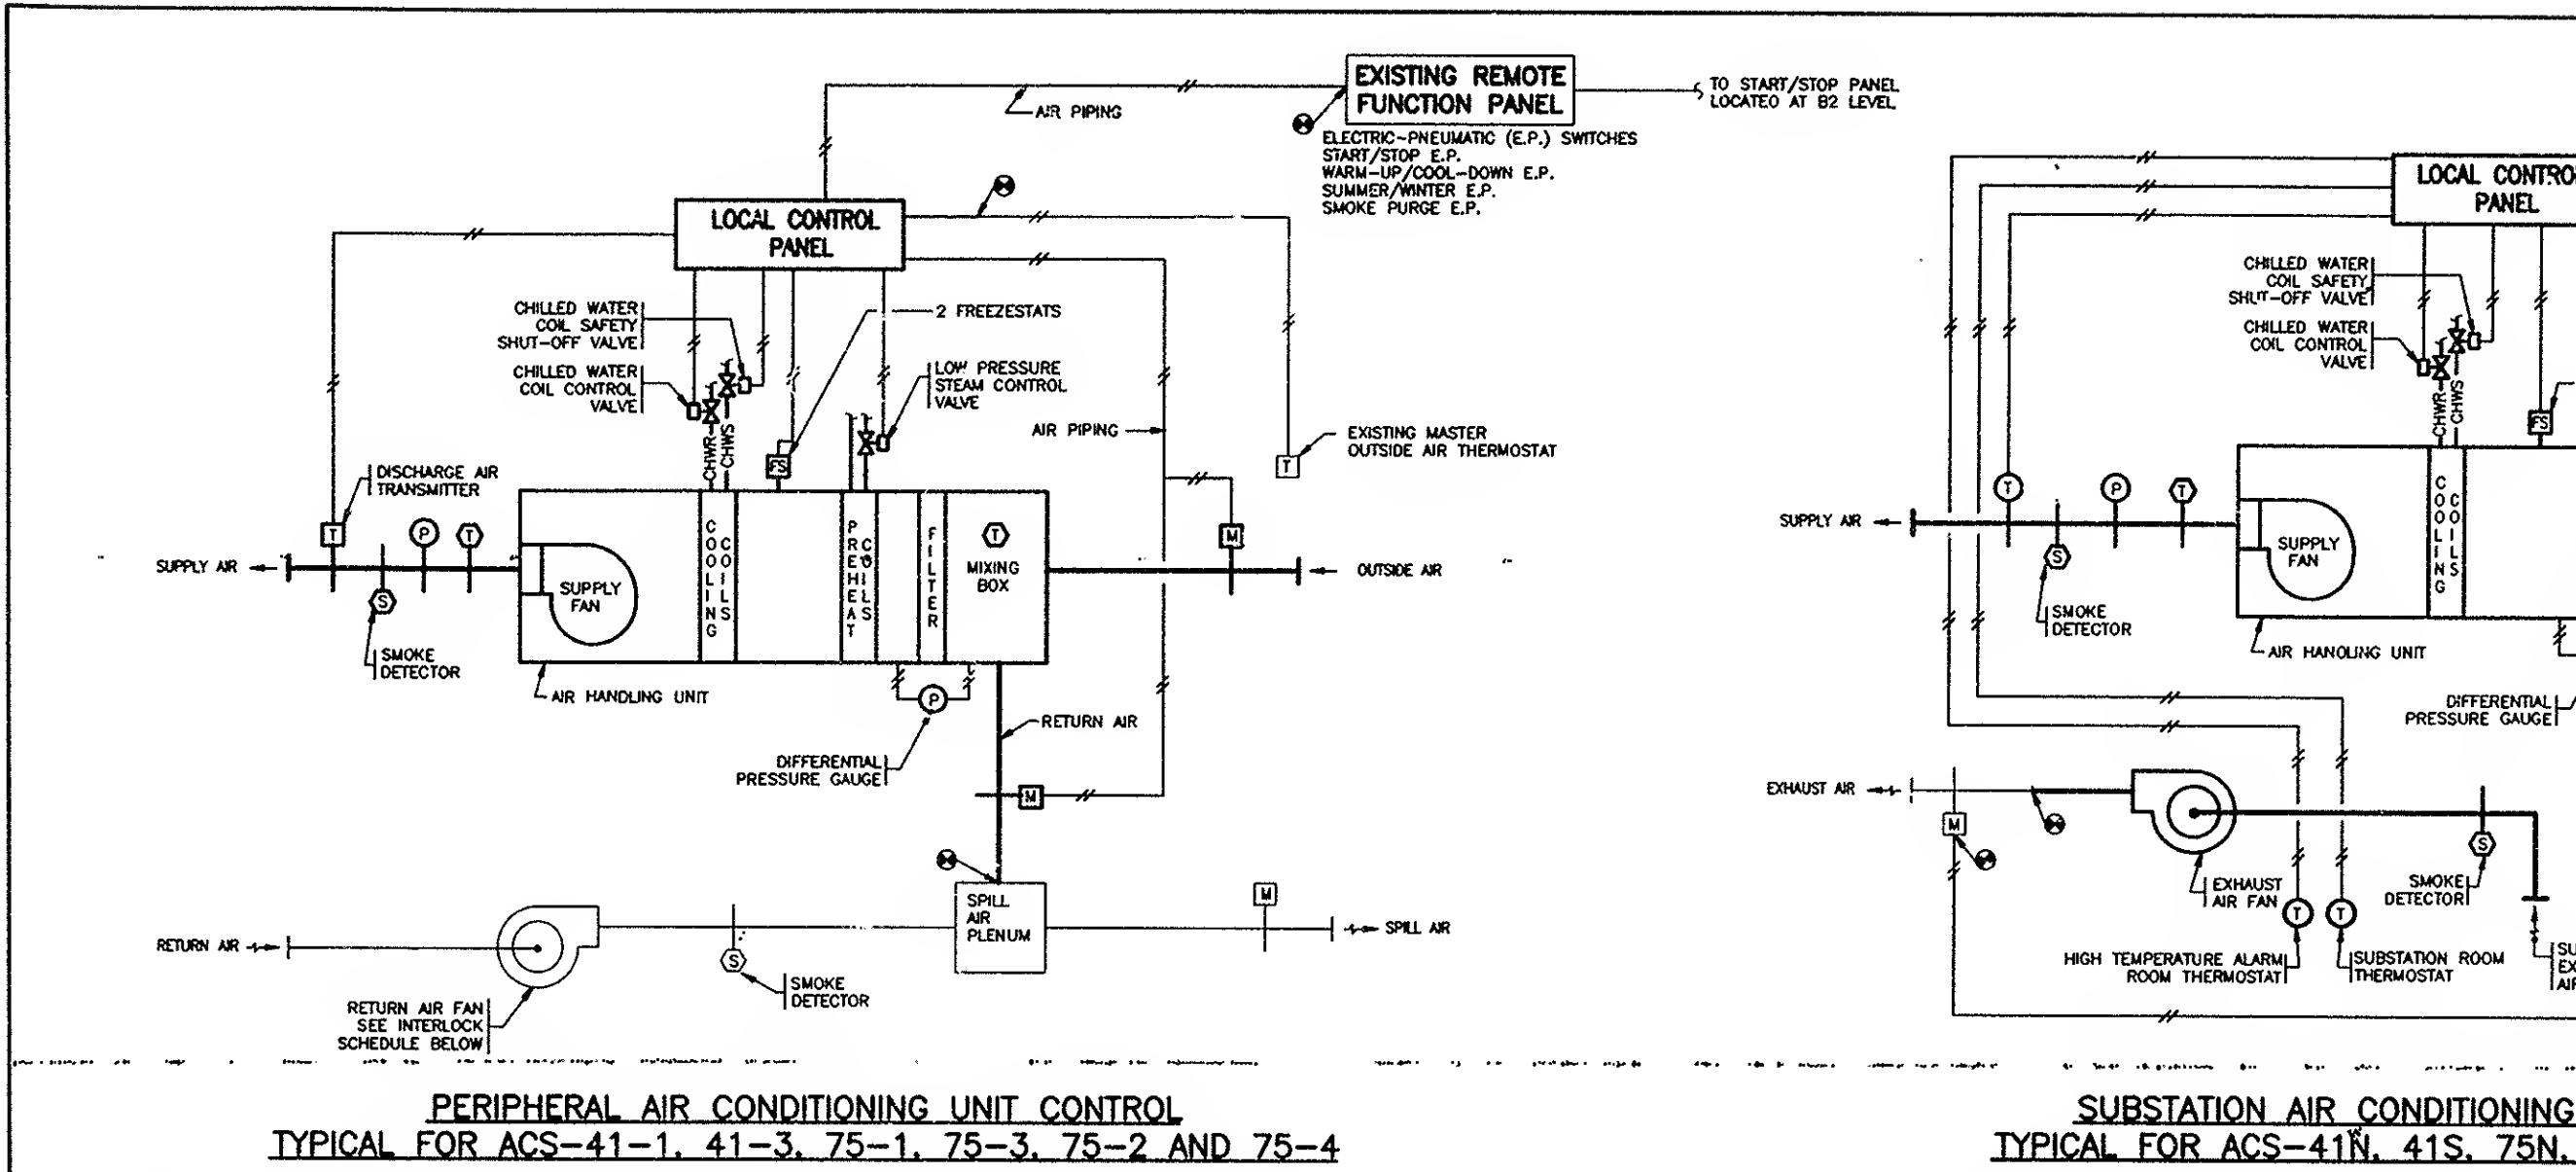 EXISTING REMOTE
FUNCTION PANEL
TO START/STOP PANEL
LOCATED AT B2 LEVEL
AIR PIPING
ELECTRIC-PNEUMATIC (E.P.) SWITCHES
START/STOP E.P.
WARM-UP/COOL-DOWN E.P.
SUMMER/WINTER E.P.
SMOKE PURGE E.P.
LOCAL CONTROL
PANEL
CHILLED WATER
COIL SAFETY
SHUT-OFF VALVE
2 FREEZESTATS
CHILLED WATER
COIL CONTROL
VALVE
LOW PRESSURE
STEAM CONTROL
VALVE
AIR PIPING
EXISTING MASTER
OUTSIDE AIR THERMOSTAT
T
CHWR
CHWS
FS
DISCHARGE AIR
TRANSMITTER
T
P
T
M
SUPPLY AIR
S
SUPPLY
FAN
COOLING
COILS
PREHEAT
COILS
FILTER
T
MIXING
BOX
OUTSIDE AIR
SMOKE
DETECTOR
AIR HANDLING UNIT
P
DIFFERENTIAL
PRESSURE GAUGE
RETURN AIR
M
SPILL
AIR
PLENUM
M
SPILL AIR
RETURN AIR
S
SMOKE
DETECTOR
RETURN AIR FAN
SEE INTERLOCK
SCHEDULE BELOW
PERIPHERAL AIR CONDITIONING UNIT CONTROL
TYPICAL FOR ACS-41-1, 41-3, 75-1, 75-3, 75-2 AND 75-4
LOCAL CONTRO
PANEL
CHILLED WATER
COIL SAFETY
SHUT-OFF VALVE
CHILLED WATER
COIL CONTROL
VALVE
CHWR
CHWS
FS
T
P
T
SUPPLY AIR
S
SMOKE
DETECTOR
SUPPLY
FAN
COOLING
COILS
AIR HANDLING UNIT
DIFFERENTIAL
PRESSURE GAUGE
EXHAUST AIR
M
EXHAUST
AIR FAN
S
SMOKE
DETECTOR
T
T
HIGH TEMPERATURE ALARM
ROOM THERMOSTAT
SUBSTATION ROOM
THERMOSTAT
SU
EX
AIR
SUBSTATION AIR CONDITIONING
TYPICAL FOR ACS-41N, 41S, 75N,